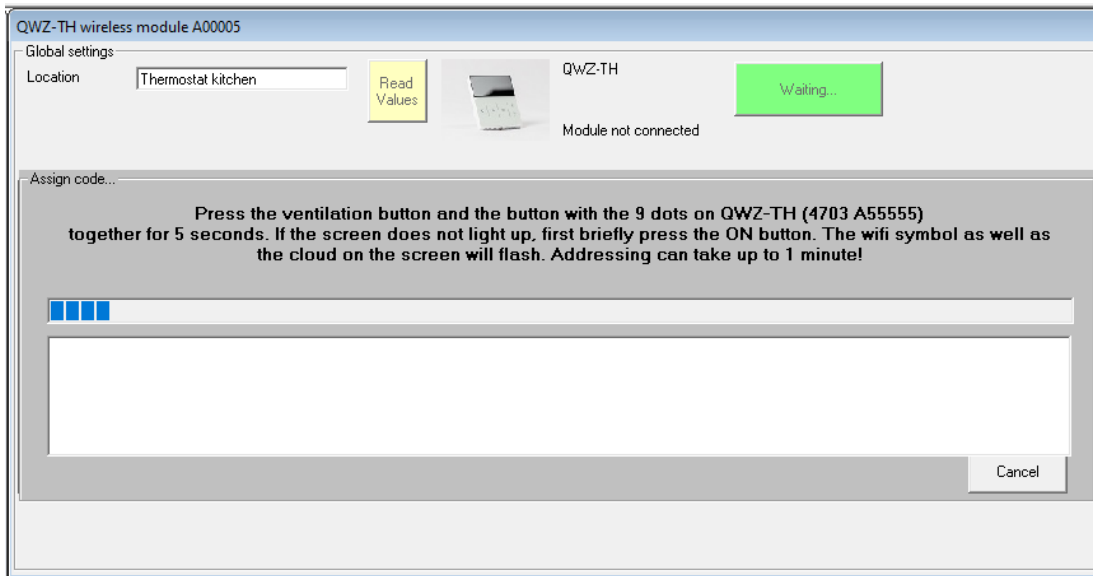 QWZ-TH wireless module A00005
Global settings
Location
Thermostat kitchen
Read
Values
QWZ-TH
Module not connected
Waiting...
Assign code...
Press the ventilation button and the button with the 9 dots on QWZ-TH (4703 A55555)
together for 5 seconds. If the screen does not light up, first briefly press the ON button. The wifi symbol as well as
the cloud on the screen will flash. Addressing can take up to 1 minute!
Cancel